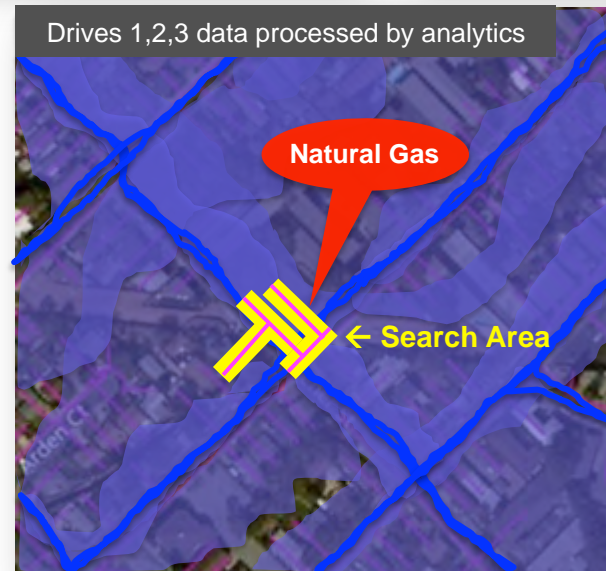 Drives 1,2,3 data processed by analytics
Natural Gas
← Search Area
Arden Ct